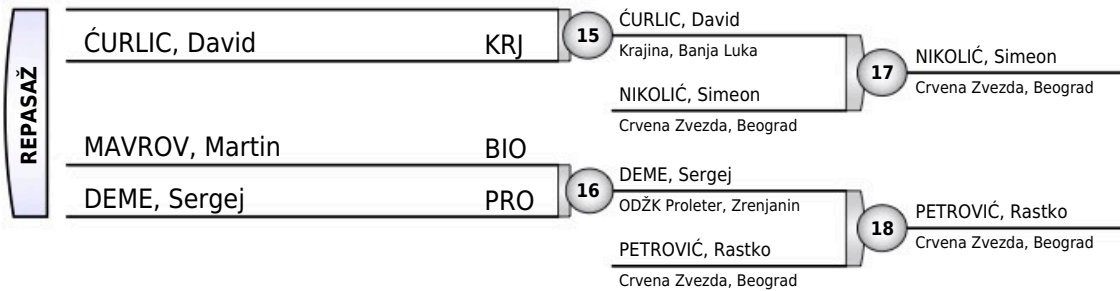 REPASAŽ
ĆURLIC, David KRJ
MAVROV, Martin BIO
DEME, Sergej PRO
15
ĆURLIC, David
Krajina, Banja Luka
NIKOLIĆ, Simeon
Crvena Zvezda, Beograd
16
DEME, Sergej
ODŽK Proleter, Zrenjanin
PETROVIĆ, Rastko
Crvena Zvezda, Beograd
17
NIKOLIĆ, Simeon
Crvena Zvezda, Beograd
18
PETROVIĆ, Rastko
Crvena Zvezda, Beograd